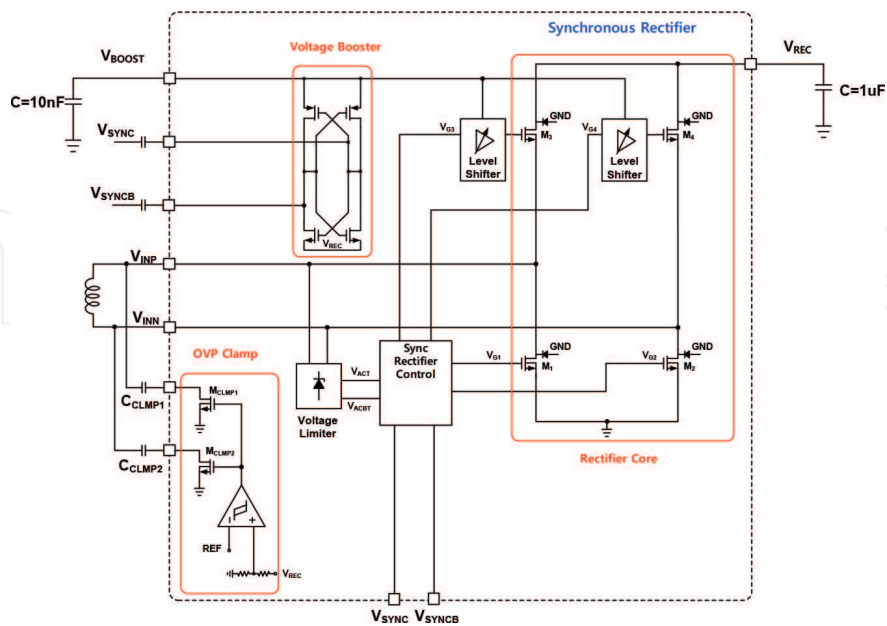 Voltage Booster
Synchronous Rectifier
VBOOST
VREC
C=10nF
C=1uF
VSYNC
VSYNCB
VREC
VG3
Level
Shifter
GND
M3
VG4
Level
Shifter
GND
M4
VINP
VINN
OVP Clamp
Sync
Rectifier
Control
VG1
GND
M1
VG2
GND
M2
VACT
VACBT
Voltage
Limiter
CCLMP1
MCLMP1
CCLMP2
MCLMP2
Rectifier Core
REF
VREC
VSYNC
VSYNCB